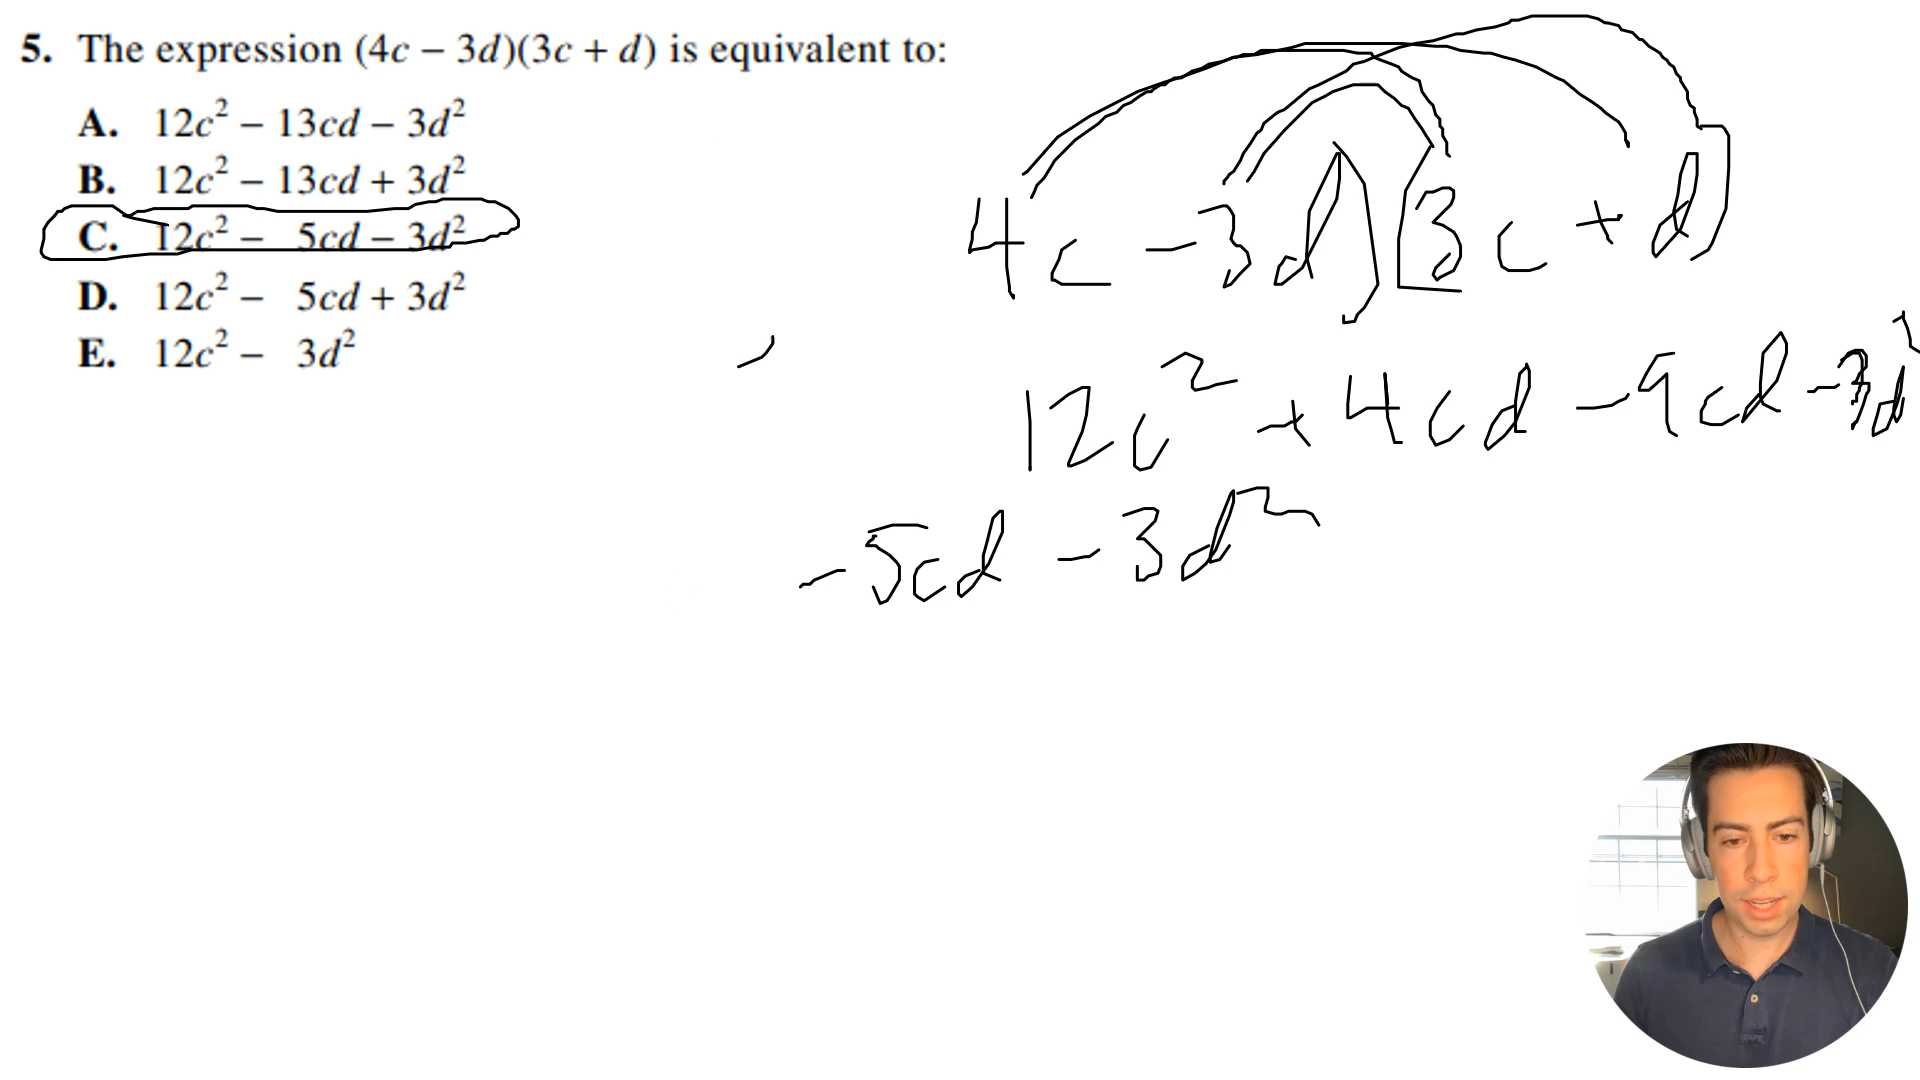 5. The expression (4c – 3d)(3c + d) is equivalent to:
A. 12c² – 13cd – 3d²
B. 12c² – 13cd + 3d²
C. 12c² – 5cd – 3d²
D. 12c² – 5cd + 3d²
E. 12c² – 3d²
4c – 3d)(3c + d)
12c² + 4cd – 9cd – 3d²
– 5cd – 3d²